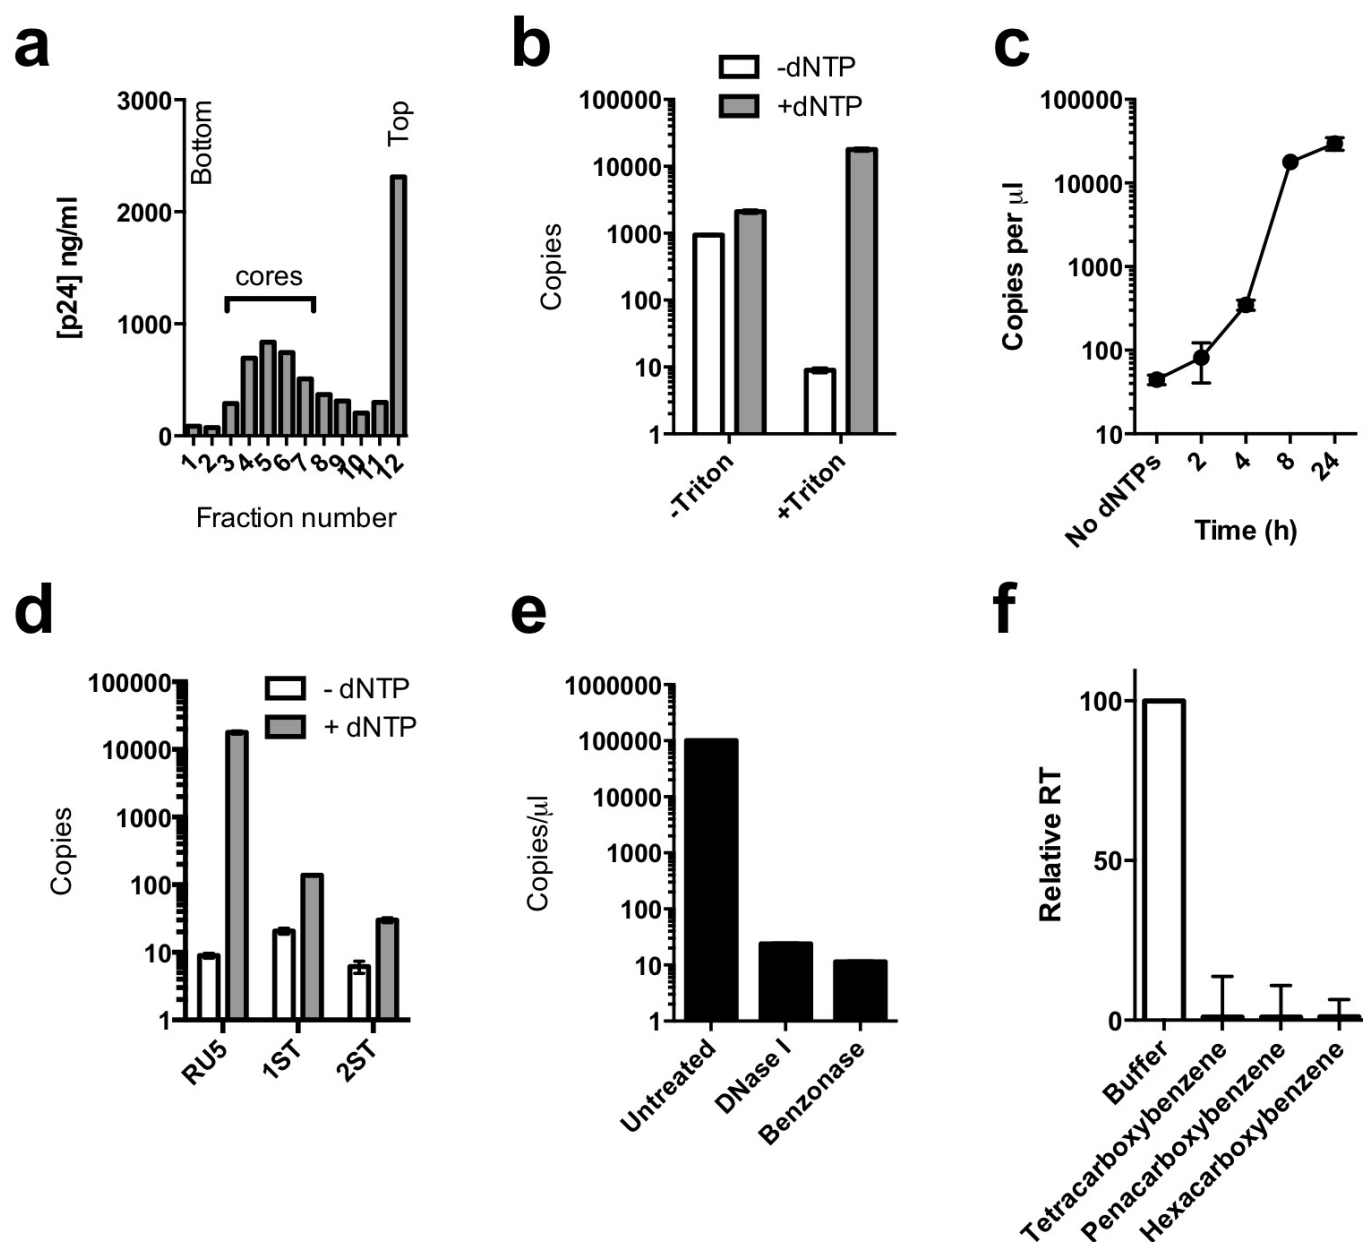 a
3000
2000
1000
0
[p24] ng/ml
Bottom
Top
cores
1
2
3
4
5
6
7
8
9
10
11
12
Fraction number
b
-dNTP
+dNTP
100000
10000
1000
100
10
1
Copies
-Triton
+Triton
c
100000
10000
1000
100
10
Copies per µl
No dNTPs
2
4
8
24
Time (h)
d
- dNTP
+ dNTP
100000
10000
1000
100
10
1
Copies
RU5
1ST
2ST
e
1000000
100000
10000
1000
100
10
1
Copies/µl
Untreated
DNase I
Benzonase
f
100
50
0
Relative RT
Buffer
Tetracarboxybenzene
Penacarboxybenzene
Hexacarboxybenzene